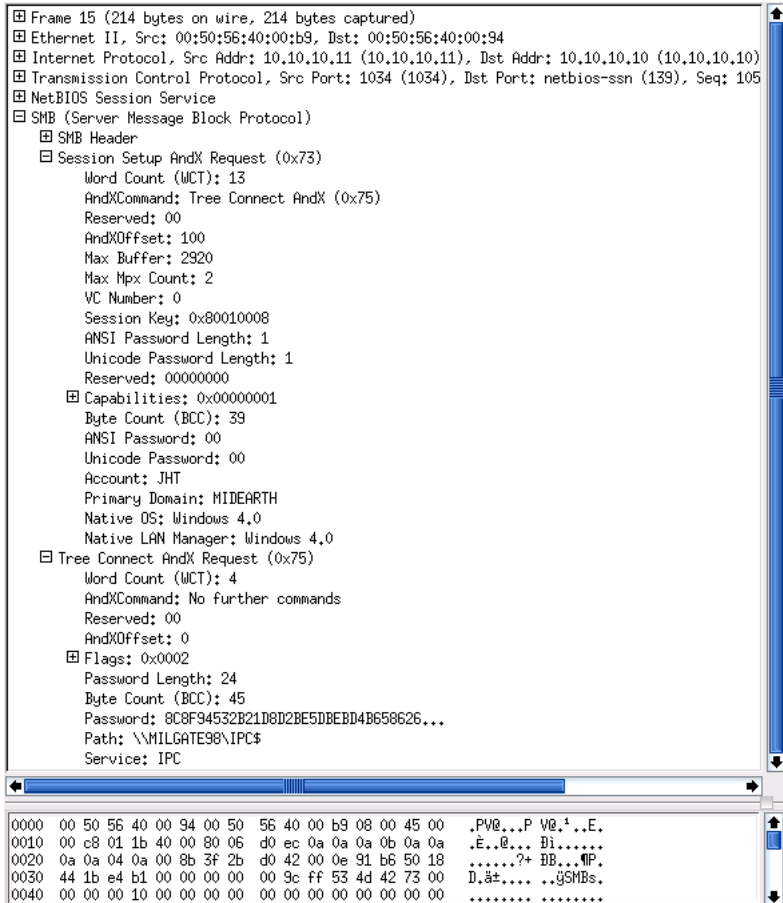 Frame 15 (214 bytes on wire, 214 bytes captured)
Ethernet II, Src: 00:50:56:40:00:b9, Dst: 00:50:56:40:00:94
Internet Protocol, Src Addr: 10.10.10.11 (10.10.10.11), Dst Addr: 10.10.10.10 (10.10.10.10)
Transmission Control Protocol, Src Port: 1034 (1034), Dst Port: netbios-ssn (139), Seq: 105
NetBIOS Session Service
SMB (Server Message Block Protocol)
SMB Header
Session Setup AndX Request (0x73)
Word Count (WCT): 13
AndXCommand: Tree Connect AndX (0x75)
Reserved: 00
AndXOffset: 100
Max Buffer: 2920
Max Mpx Count: 2
VC Number: 0
Session Key: 0x80010008
ANSI Password Length: 1
Unicode Password Length: 1
Reserved: 00000000
Capabilities: 0x00000001
Byte Count (BCC): 39
ANSI Password: 00
Unicode Password: 00
Account: JHT
Primary Domain: MIDEARTH
Native OS: Windows 4.0
Native LAN Manager: Windows 4.0
Tree Connect AndX Request (0x75)
Word Count (WCT): 4
AndXCommand: No further commands
Reserved: 00
AndXOffset: 0
Flags: 0x0002
Password Length: 24
Byte Count (BCC): 45
Password: 8C8F94532B21D8D2BE5DBEBD4B658626...
Path: \\MILGATE98\IPC$
Service: IPC
0000 00 50 56 40 00 94 00 50 56 40 00 b9 08 00 45 00 .PV@...P V@.¹..E.
0010 00 c8 01 1b 40 00 80 06 d0 ec 0a 0a 0a 0b 0a 0a .È..@... Ðì......
0020 0a 0a 04 0a 00 8b 3f 2b d0 42 00 0e 91 b6 50 18 ......?+ ÐB...¶P.
0030 44 1b e4 b1 00 00 00 00 00 9c ff 53 4d 42 73 00 D.ä±.... ..ÿSMBs.
0040 00 00 00 10 00 00 00 00 00 00 00 00 00 00 00 00 ........ ........